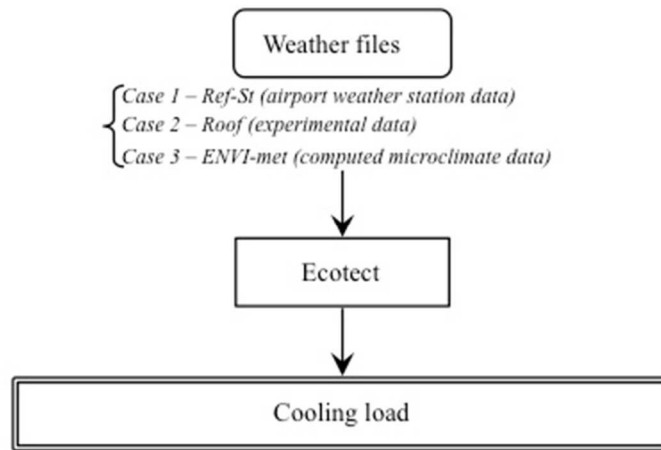 Weather files
Case 1 – Ref-St (airport weather station data)
Case 2 – Roof (experimental data)
Case 3 – ENVI-met (computed microclimate data)
Ecotect
Cooling load